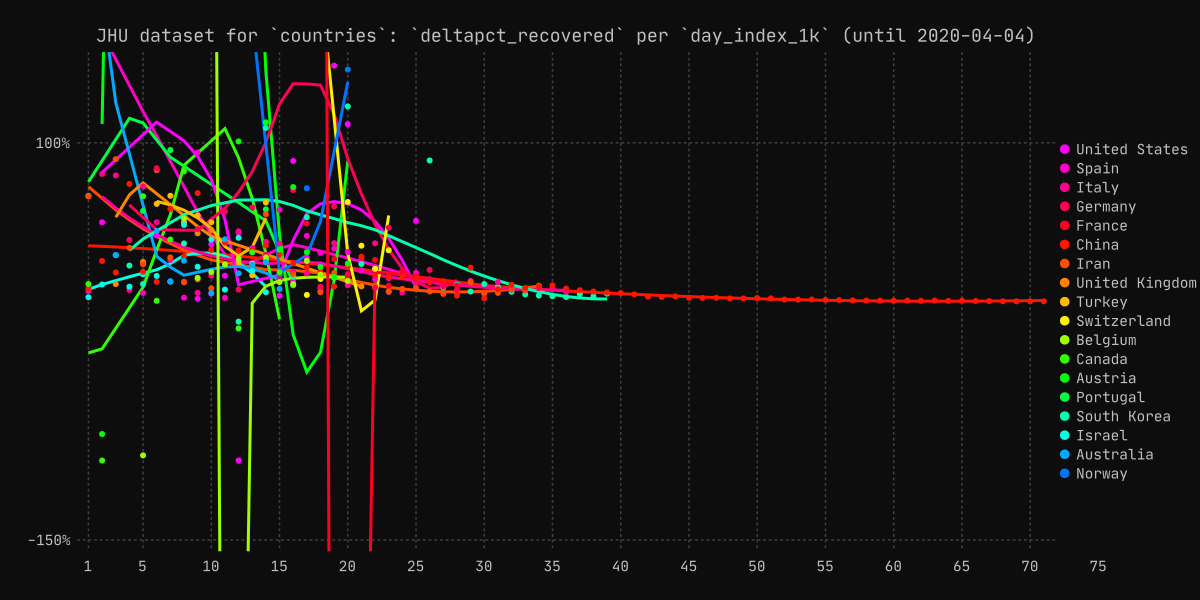 JHU dataset for `countries`: `deltapct_recovered` per `day_index_1k` (until 2020-04-04)
100%
-150%
1 5 10 15 20 25 30 35 40 45 50 55 60 65 70 75
United States
Spain
Italy
Germany
France
China
Iran
United Kingdom
Turkey
Switzerland
Belgium
Canada
Austria
Portugal
South Korea
Israel
Australia
Norway